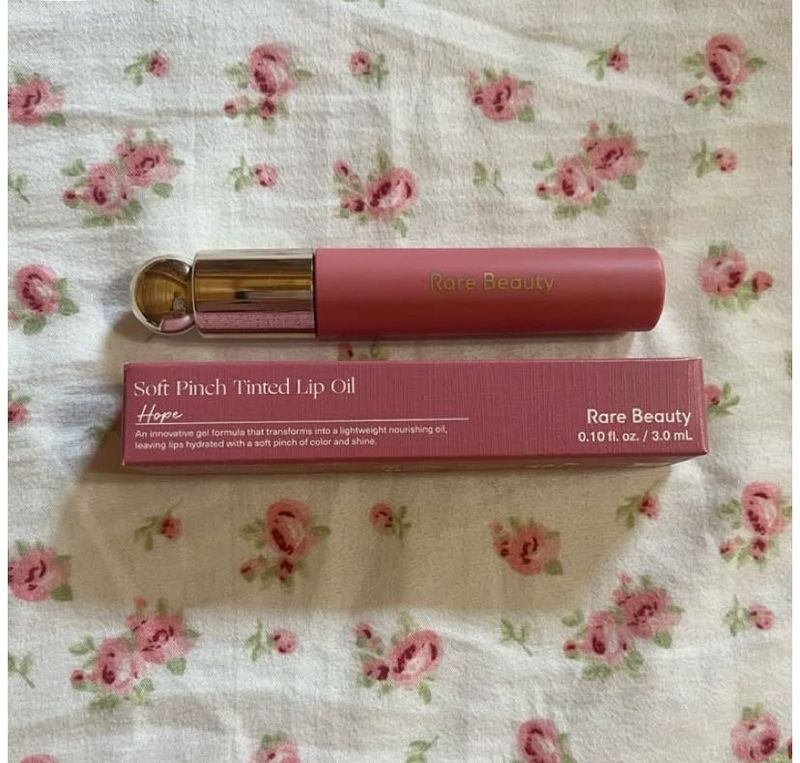 Rare Beauty
Soft Pinch Tinted Lip Oil
Hope
An innovative gel formula that transforms into a lightweight nourishing oil,
leaving lips hydrated with a soft pinch of color and shine.
Rare Beauty
0.10 fl. oz. / 3.0 mL